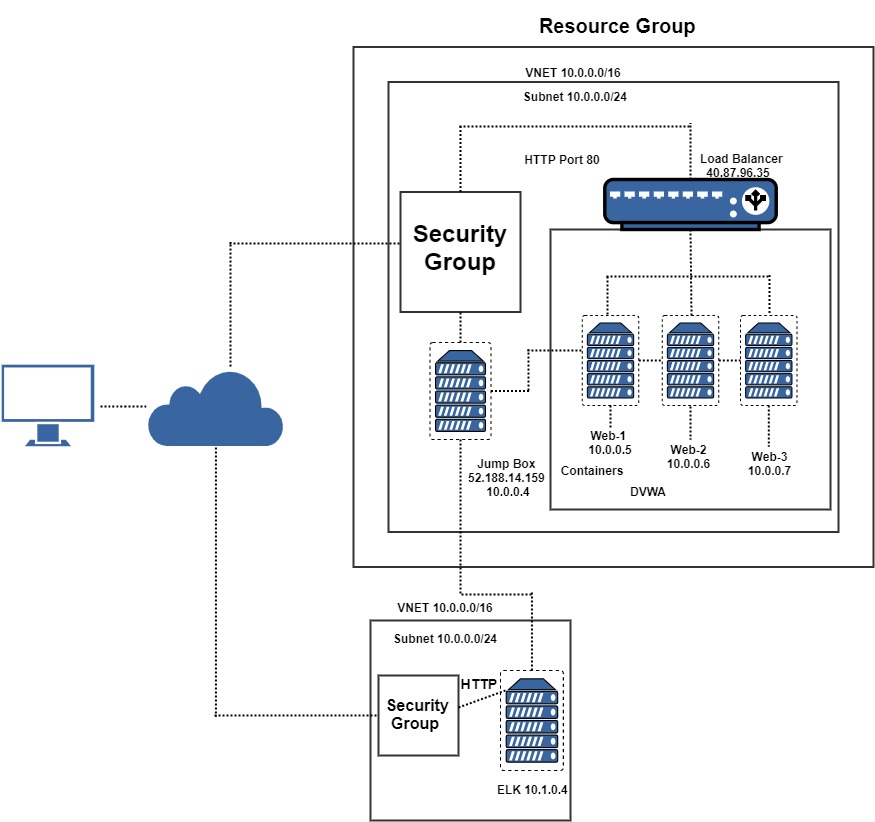 Resource Group
VNET 10.0.0.0/16
Subnet 10.0.0.0/24
HTTP Port 80
Load Balancer
40.87.96.35
Security
Group
Jump Box
52.188.14.159
10.0.0.4
Web-1
10.0.0.5
Web-2
10.0.0.6
Web-3
10.0.0.7
Containers
DVWA
VNET 10.0.0.0/16
Subnet 10.0.0.0/24
HTTP
Security
Group
ELK 10.1.0.4